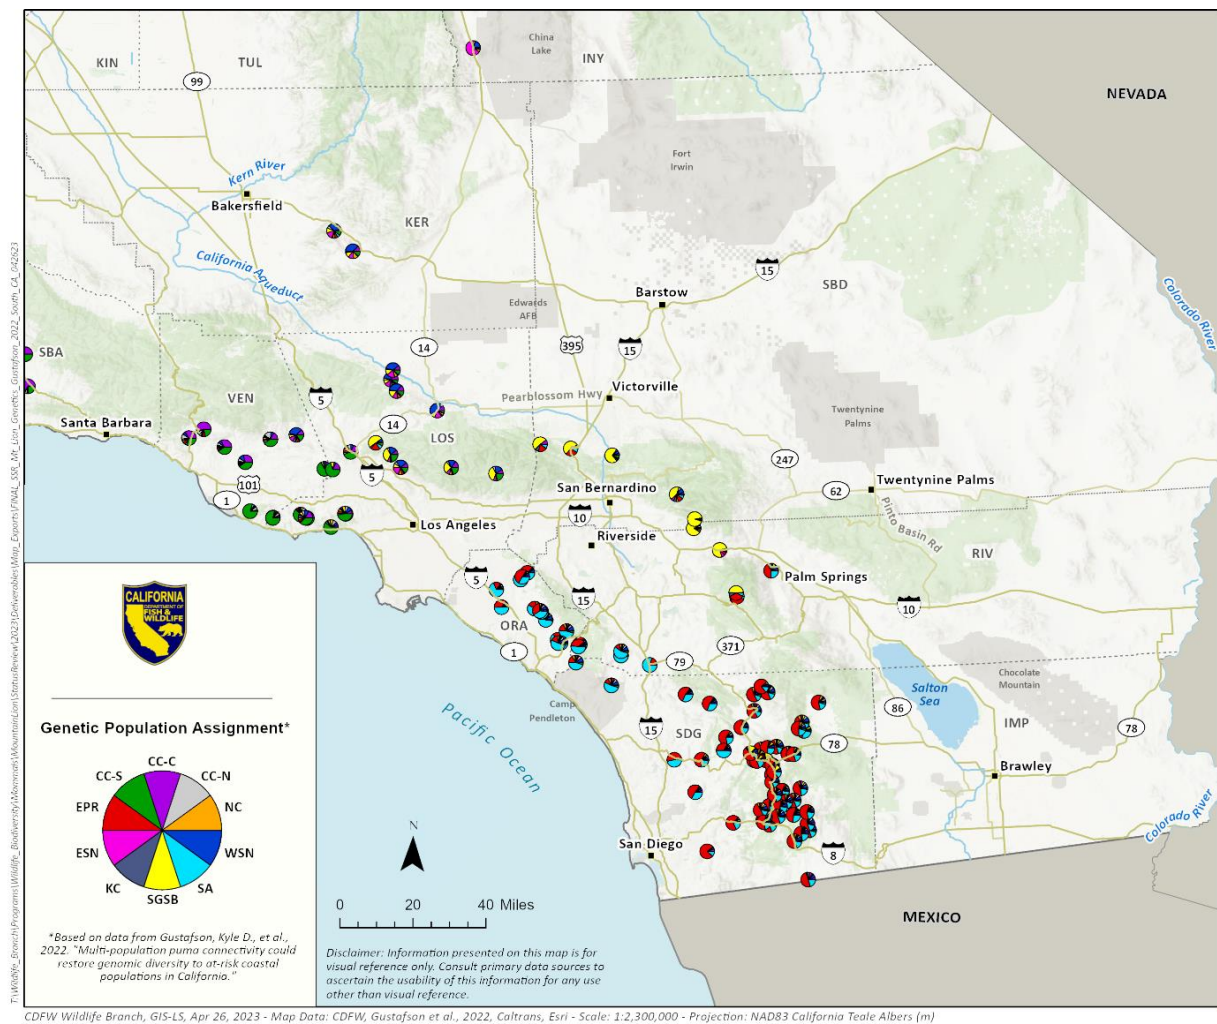 China
Lake
INY
KIN
TUL
99
NEVADA
Fort
Irwin
Kern River
Bakersfield
KER
California Aqueduct
15
SBD
Colorado River
Barstow
Edwards
AFB
14
395
15
SBA
VEN
5
Victorville
Pearblossom Hwy
Twentynine
Palms
Santa Barbara
14
LOS
247
5
101
1
San Bernardino
62
Twentynine Palms
10
Los Angeles
Riverside
Pinto Basin Rd
RIV
5
15
Palm Springs
10
ORA
1
79
371
Salton
Sea
Chocolate
Mountain
Camp
Pendleton
86
IMP
78
15
SDG
78
Pacific Ocean
Brawley
San Diego
8
Colorado River
MEXICO
CALIFORNIA
DEPARTMENT OF
FISH &
WILDLIFE
Genetic Population Assignment*
CC-C
CC-S
CC-N
EPR
NC
ESN
WSN
KC
SA
SGSB
*Based on data from Gustafson, Kyle D., et al.,
2022. "Multi-population puma connectivity could
restore genomic diversity to at-risk coastal
populations in California."
N
0 20 40 Miles
Disclaimer: Information presented on this map is for
visual reference only. Consult primary data sources to
ascertain the usability of this information for any use
other than visual reference.
CDFW Wildlife Branch, GIS-LS, Apr 26, 2023 - Map Data: CDFW, Gustafson et al., 2022, Caltrans, Esri - Scale: 1:2,300,000 - Projection: NAD83 California Teale Albers (m)